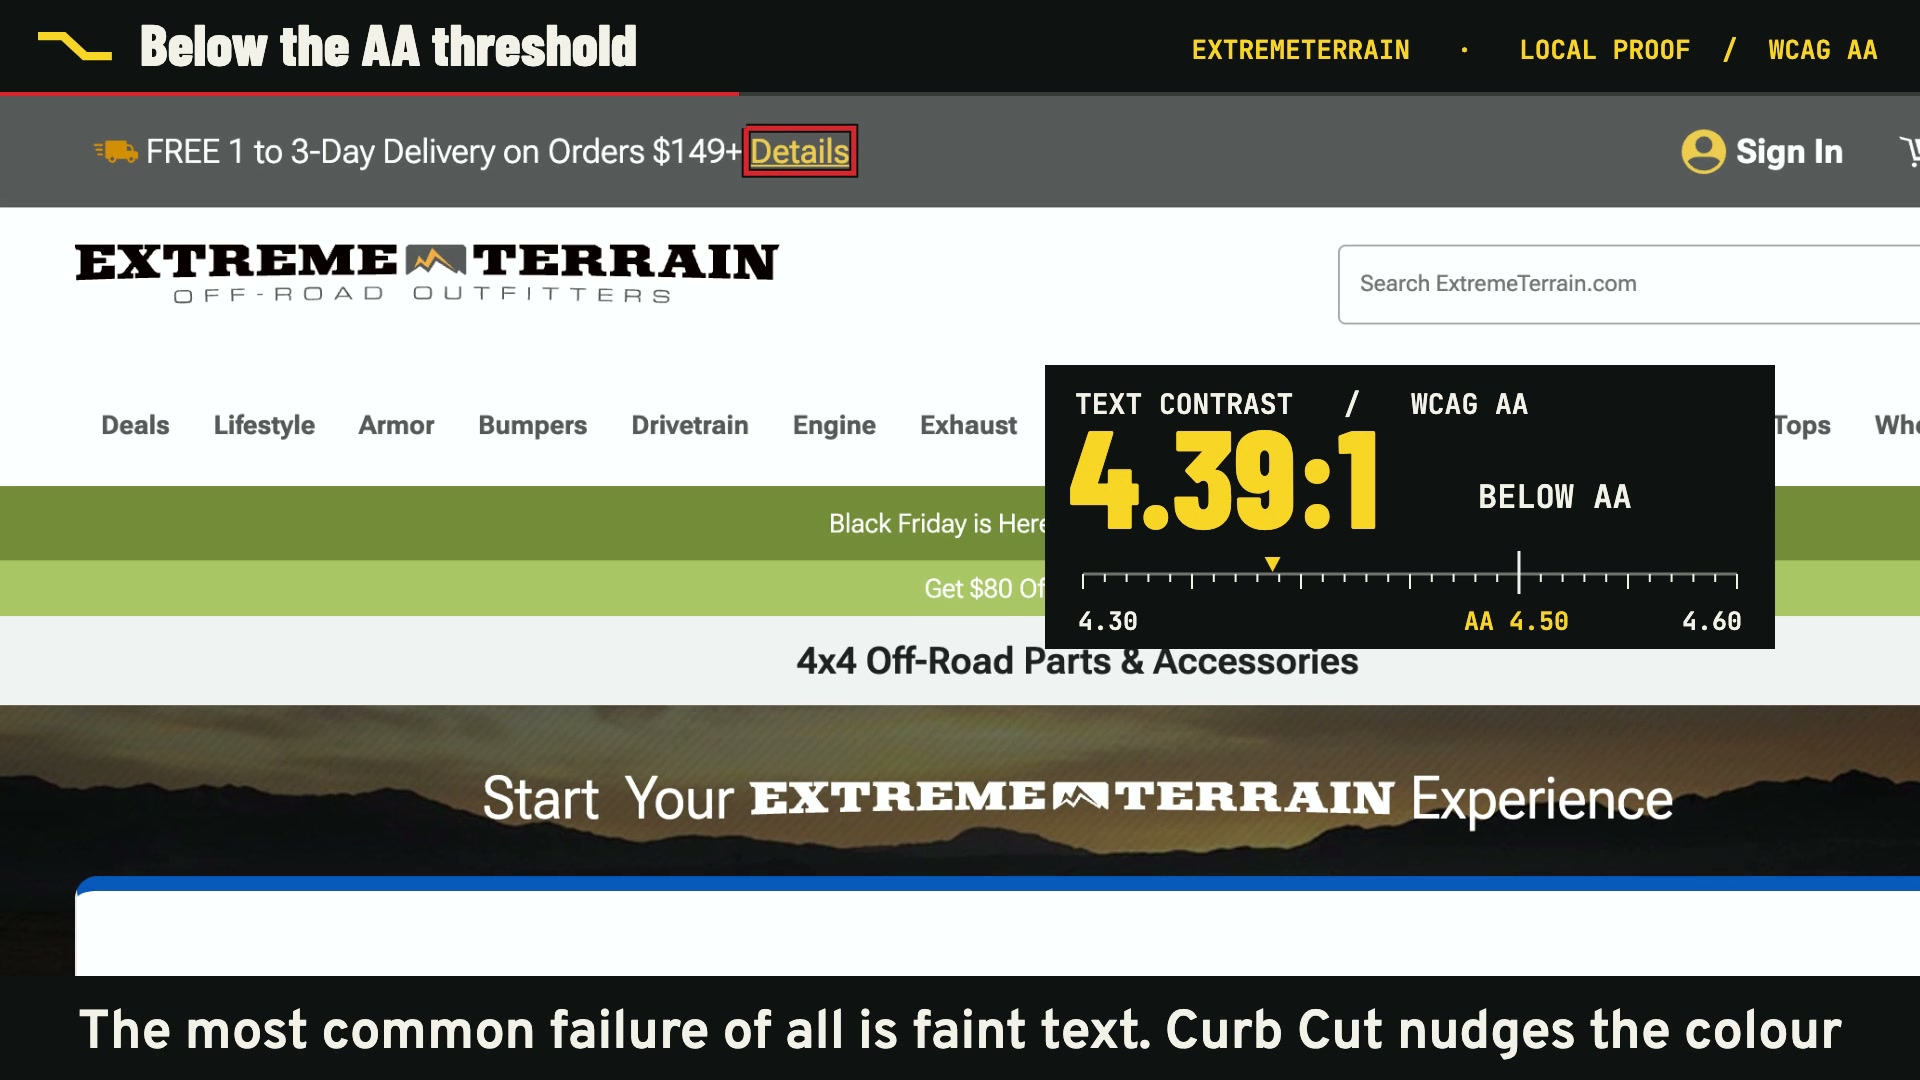 Below the AA threshold
EXTREMETERRAIN · LOCAL PROOF / WCAG AA
FREE 1 to 3-Day Delivery on Orders $149+ Details
Sign In
EXTREME TERRAIN
OFF-ROAD OUTFITTERS
Search ExtremeTerrain.com
Deals Lifestyle Armor Bumpers Drivetrain Engine Exhaust Tops
TEXT CONTRAST / WCAG AA
4.39:1
BELOW AA
4.30 AA 4.50 4.60
Black Friday is Here
Get $80 Of
4x4 Off-Road Parts & Accessories
Start Your EXTREME TERRAIN Experience
The most common failure of all is faint text. Curb Cut nudges the colour